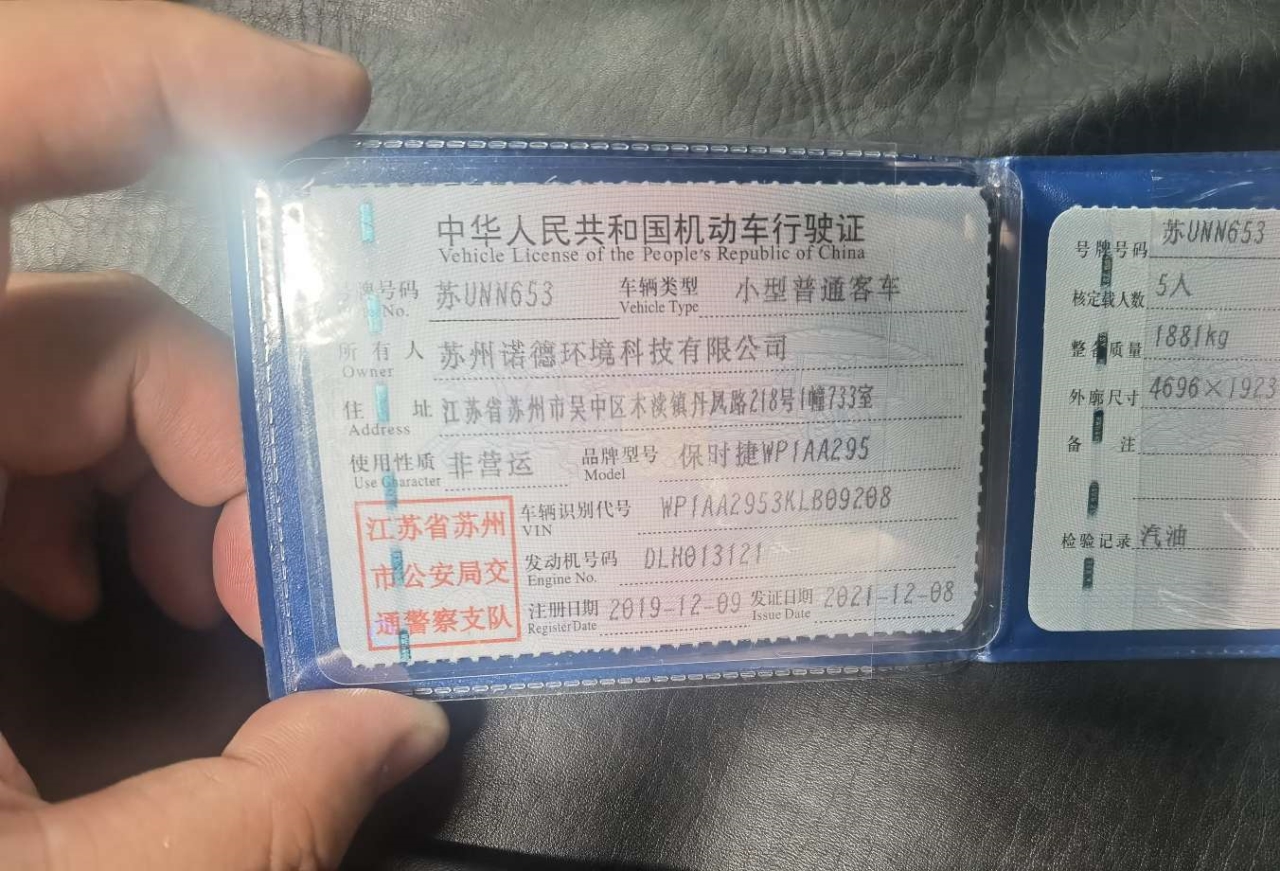 中华人民共和国机动车行驶证
Vehicle License of the People's Republic of China
牌号码 苏UNN653 车辆类型 小型普通客车
No. Vehicle Type
所有人 苏州诺德环境科技有限公司
Owner
住址 江苏省苏州市吴中区木渎镇丹凤路218号1幢733室
Address
使用性质 非营运 品牌型号 保时捷WP1AA295
Use Character Model
江苏省苏州
市公安局交
通警察支队
车辆识别代号 WP1AA2953KLB09208
VIN
发动机号码 DLH013121
Engine No.
注册日期 2019-12-09 发证日期 2021-12-08
Register Date Issue Date
号牌号码 苏UNN653
核定载人数 5人
整备质量 1881kg
外廓尺寸 4696×1923
备注
检验记录 汽油